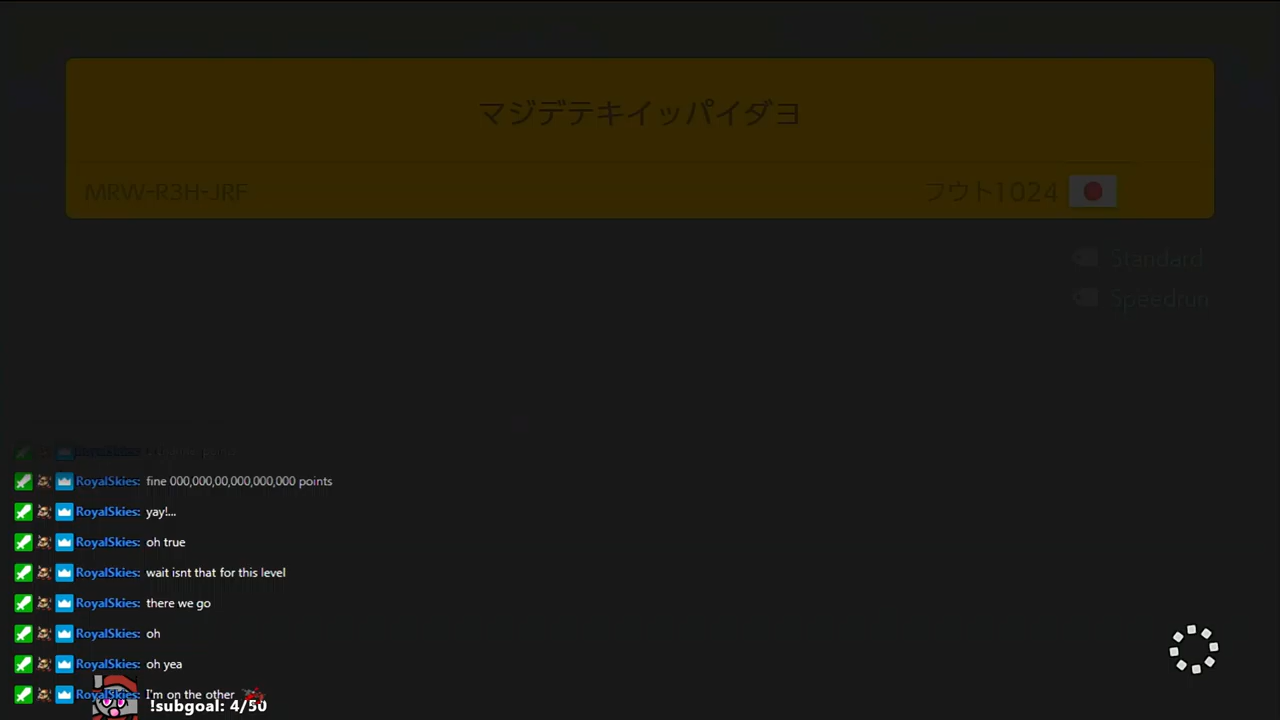 マジデテキイッパイダヨ
MRW-R3H-JRF
フウト1024
Standard
Speedrun
RoyalSkies:
RoyalSkies: fine 000,000,00,000,000,000 points
RoyalSkies: yay!...
RoyalSkies: oh true
RoyalSkies: wait isnt that for this level
RoyalSkies: there we go
RoyalSkies: oh
RoyalSkies: oh yea
RoyalSkies: I'm on the other
!subgoal: 4/50